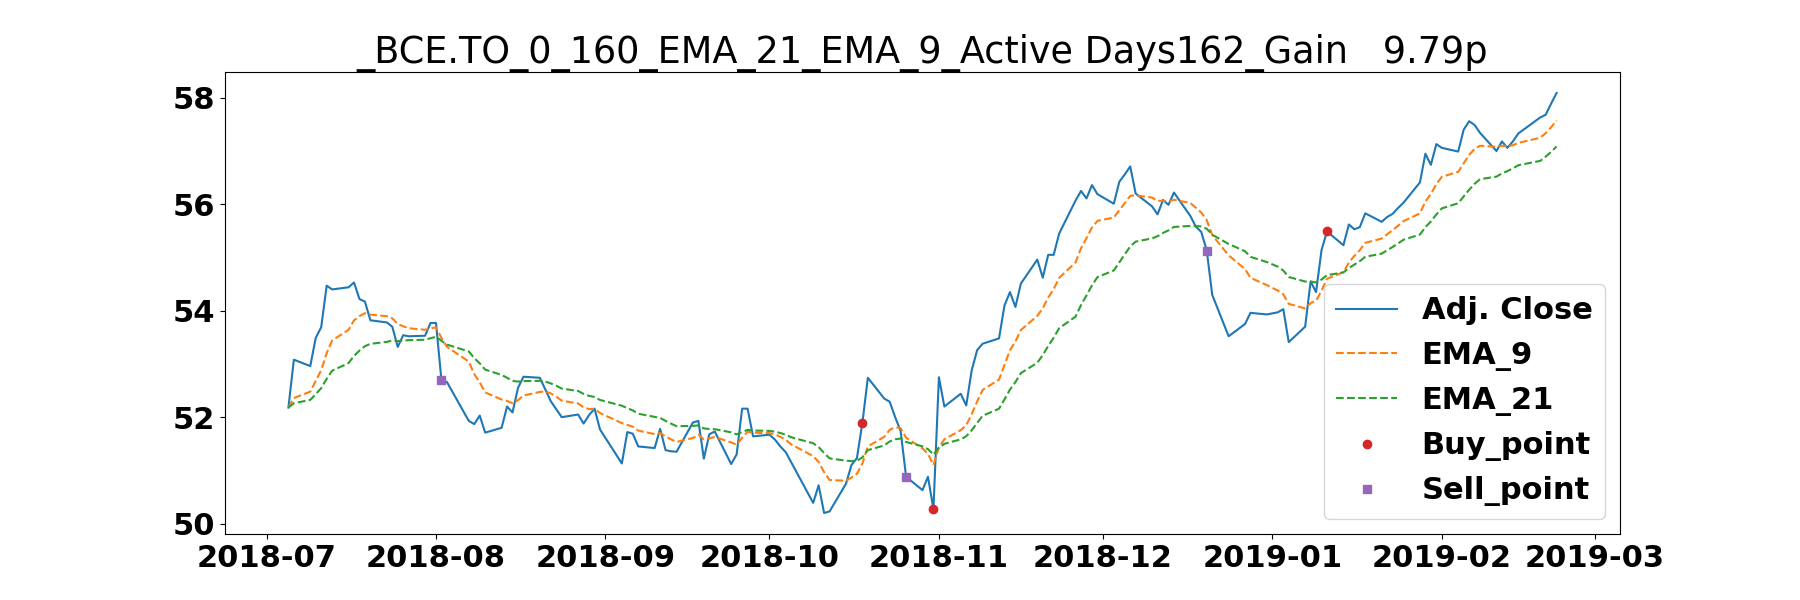 _BCE.TO_0_160_EMA_21_EMA_9_Active Days162_Gain   9.79p
58
56
54
52
50
Adj. Close
EMA_9
EMA_21
Buy_point
Sell_point
2018-07 2018-08 2018-09 2018-10 2018-11 2018-12 2019-01 2019-02 2019-03